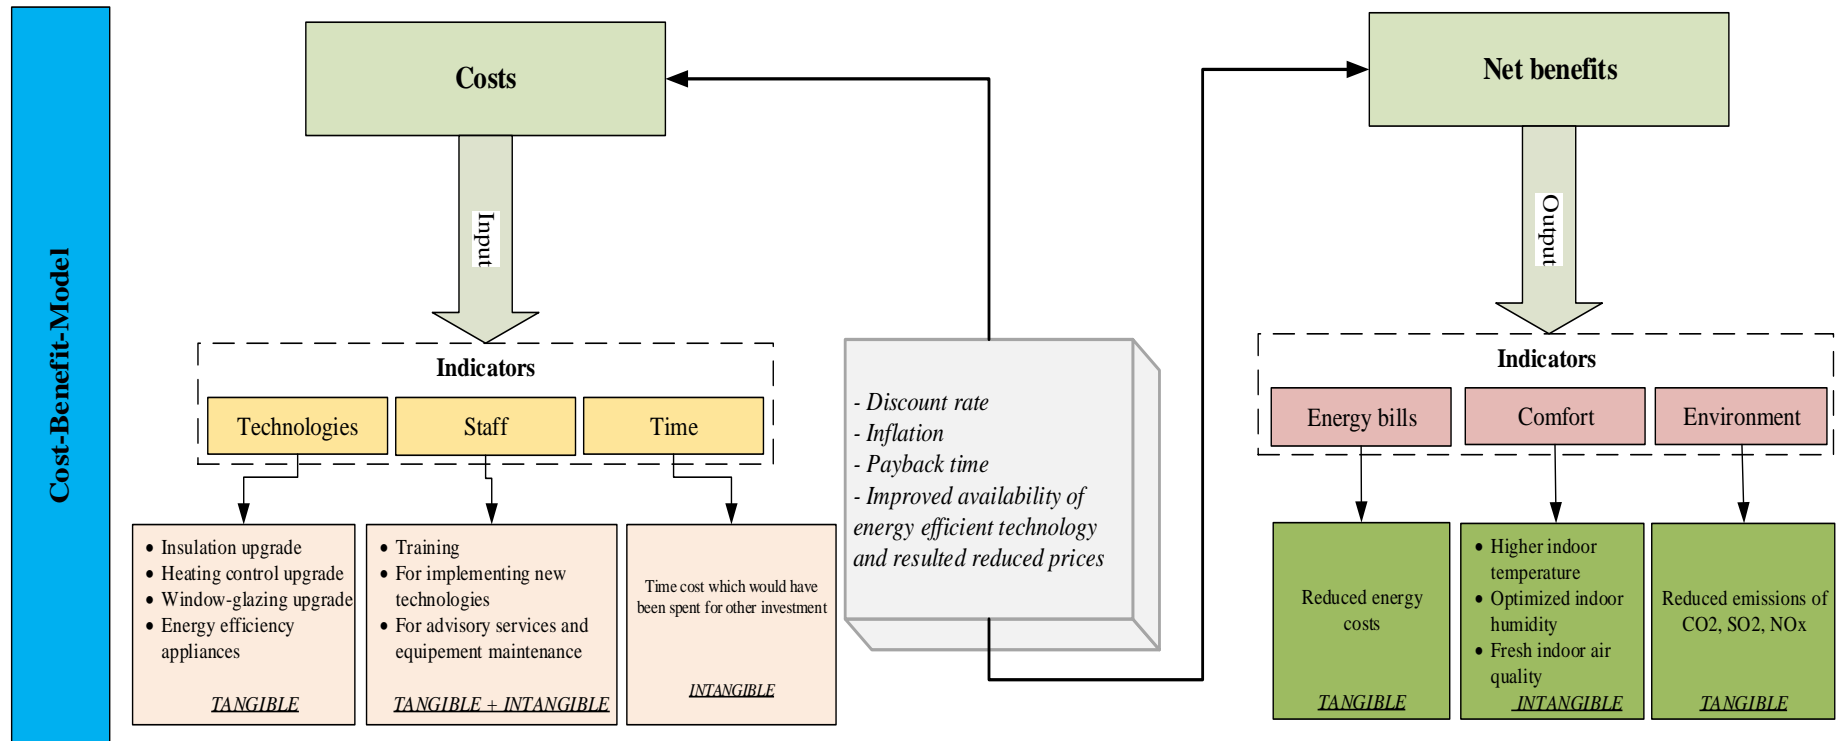 Cost-Benefit-Model
Costs
Input
Indicators
Technologies
Staff
Time
• Insulation upgrade
• Heating control upgrade
• Window-glazing upgrade
• Energy efficiency
appliances
TANGIBLE
• Training
• For implementing new
technologies
• For advisory services and
equipement maintenance
TANGIBLE + INTANGIBLE
Time cost which would have
been spent for other investment
INTANGIBLE
- Discount rate
- Inflation
- Payback time
- Improved availability of
energy efficient technology
and resulted reduced prices
Net benefits
Output
Indicators
Energy bills
Comfort
Environment
Reduced energy
costs
TANGIBLE
• Higher indoor
temperature
• Optimized indoor
humidity
• Fresh indoor air
quality
INTANGIBLE
Reduced emissions of
CO2, SO2, NOx
TANGIBLE